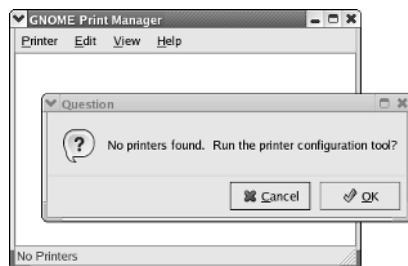 GNOME Print Manager
Printer Edit View Help
Question
No printers found. Run the printer configuration tool?
Cancel OK
No Printers